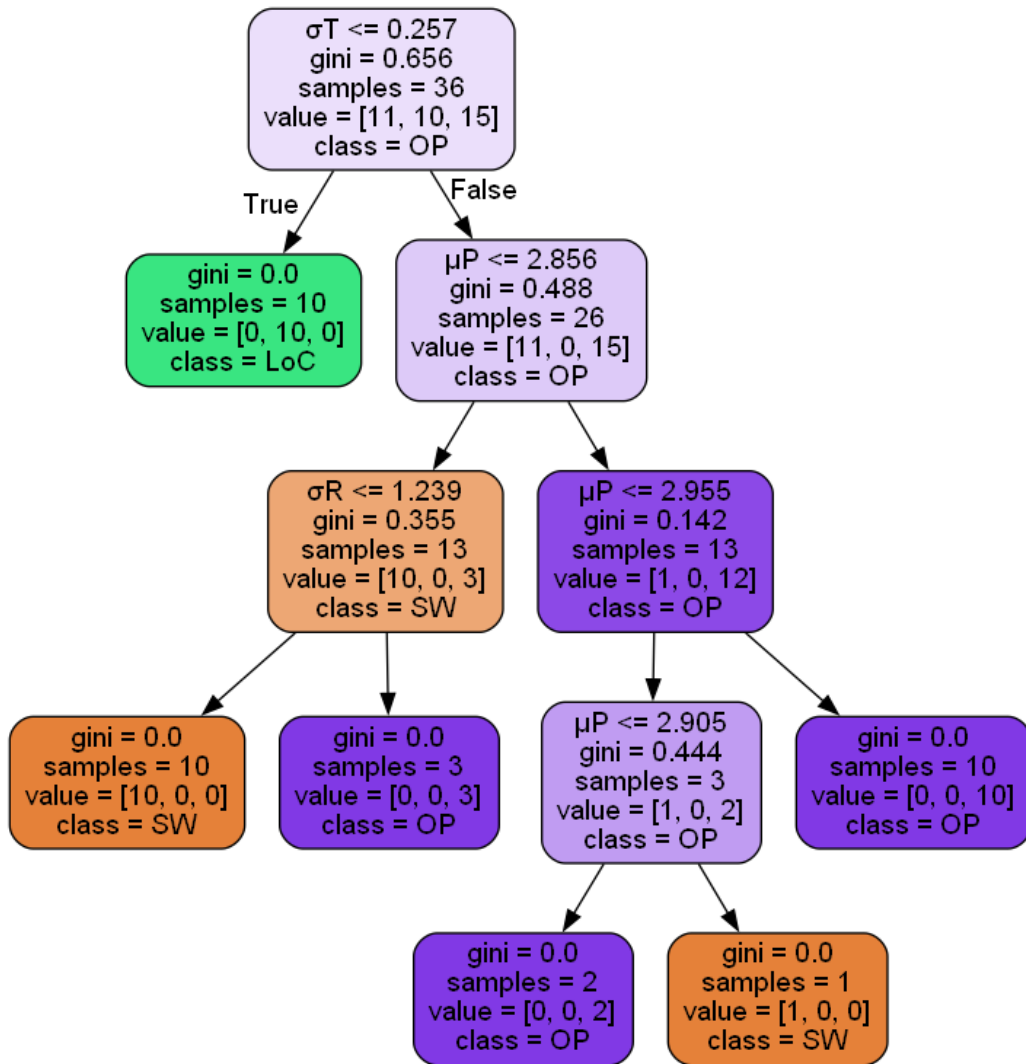 σT <= 0.257
gini = 0.656
samples = 36
value = [11, 10, 15]
class = OP
True
False
gini = 0.0
samples = 10
value = [0, 10, 0]
class = LoC
μP <= 2.856
gini = 0.488
samples = 26
value = [11, 0, 15]
class = OP
σR <= 1.239
gini = 0.355
samples = 13
value = [10, 0, 3]
class = SW
μP <= 2.955
gini = 0.142
samples = 13
value = [1, 0, 12]
class = OP
gini = 0.0
samples = 10
value = [10, 0, 0]
class = SW
gini = 0.0
samples = 3
value = [0, 0, 3]
class = OP
μP <= 2.905
gini = 0.444
samples = 3
value = [1, 0, 2]
class = OP
gini = 0.0
samples = 10
value = [0, 0, 10]
class = OP
gini = 0.0
samples = 2
value = [0, 0, 2]
class = OP
gini = 0.0
samples = 1
value = [1, 0, 0]
class = SW